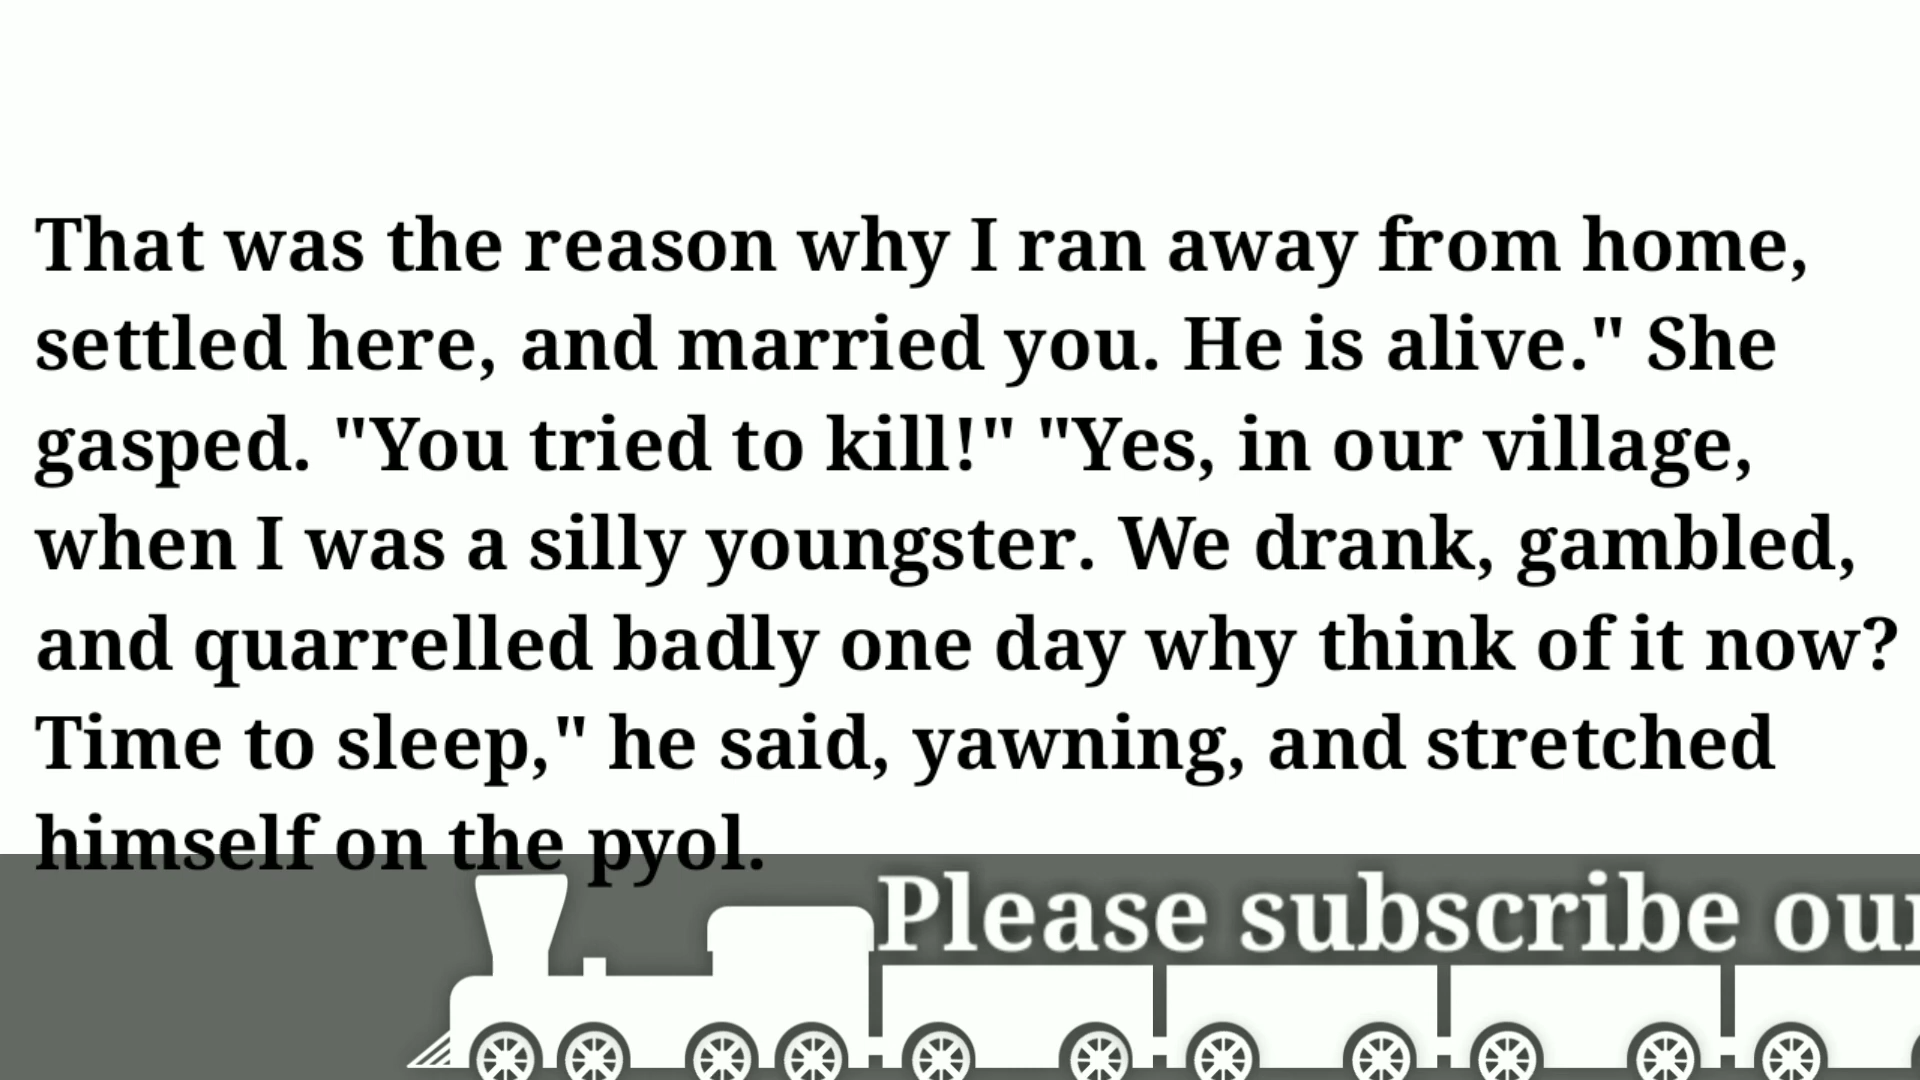 That was the reason why I ran away from home,
settled here, and married you. He is alive." She
gasped. "You tried to kill!" "Yes, in our village,
when I was a silly youngster. We drank, gambled,
and quarrelled badly one day why think of it now?
Time to sleep," he said, yawning, and stretched
himself on the pyol.
Please subscribe our